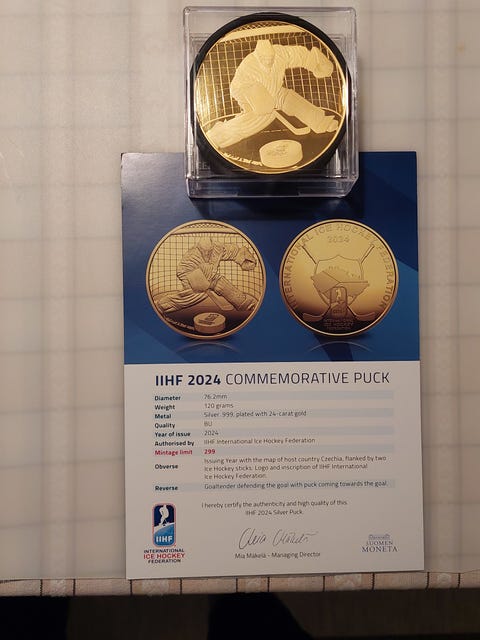 INTERNATIONAL ICE HOCKEY FEDERATION
2024
IIHF 2024 COMMEMORATIVE PUCK
Diameter 76.2mm
Weight 120 grams
Metal Silver .999, plated with 24-carat gold
Quality BU
Year of issue 2024
Authorised by IIHF International Ice Hockey Federation
Mintage limit 299
Obverse Issuing Year with the map of host country Czechia, flanked by two
Ice Hockey sticks. Logo and inscription of IIHF International
Ice Hockey Federation.
Reverse Goaltender defending the goal with puck coming towards the goal.
I hereby certify the authenticity and high quality of this
IIHF 2024 Silver Puck.
Mia Mäkelä - Managing Director
IIHF
INTERNATIONAL
ICE HOCKEY
FEDERATION
SUOMEN
MONETA